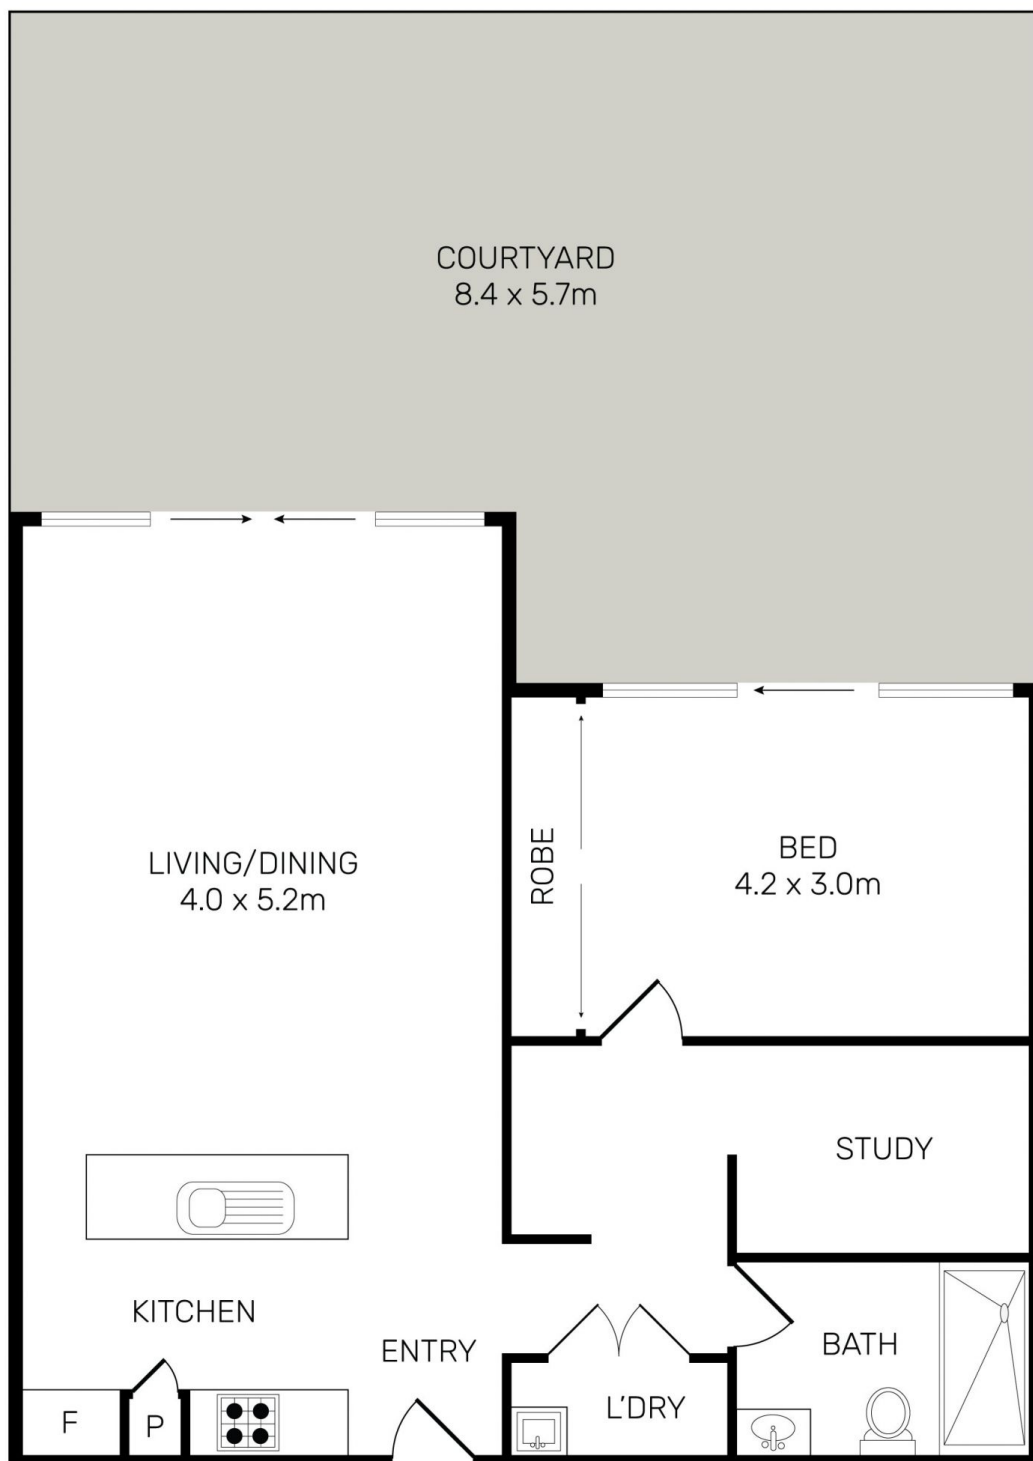 COURTYARD
8.4 x 5.7m
LIVING/DINING
4.0 x 5.2m
ROBE
BED
4.2 x 3.0m
STUDY
KITCHEN
ENTRY
BATH
F
P
L'DRY